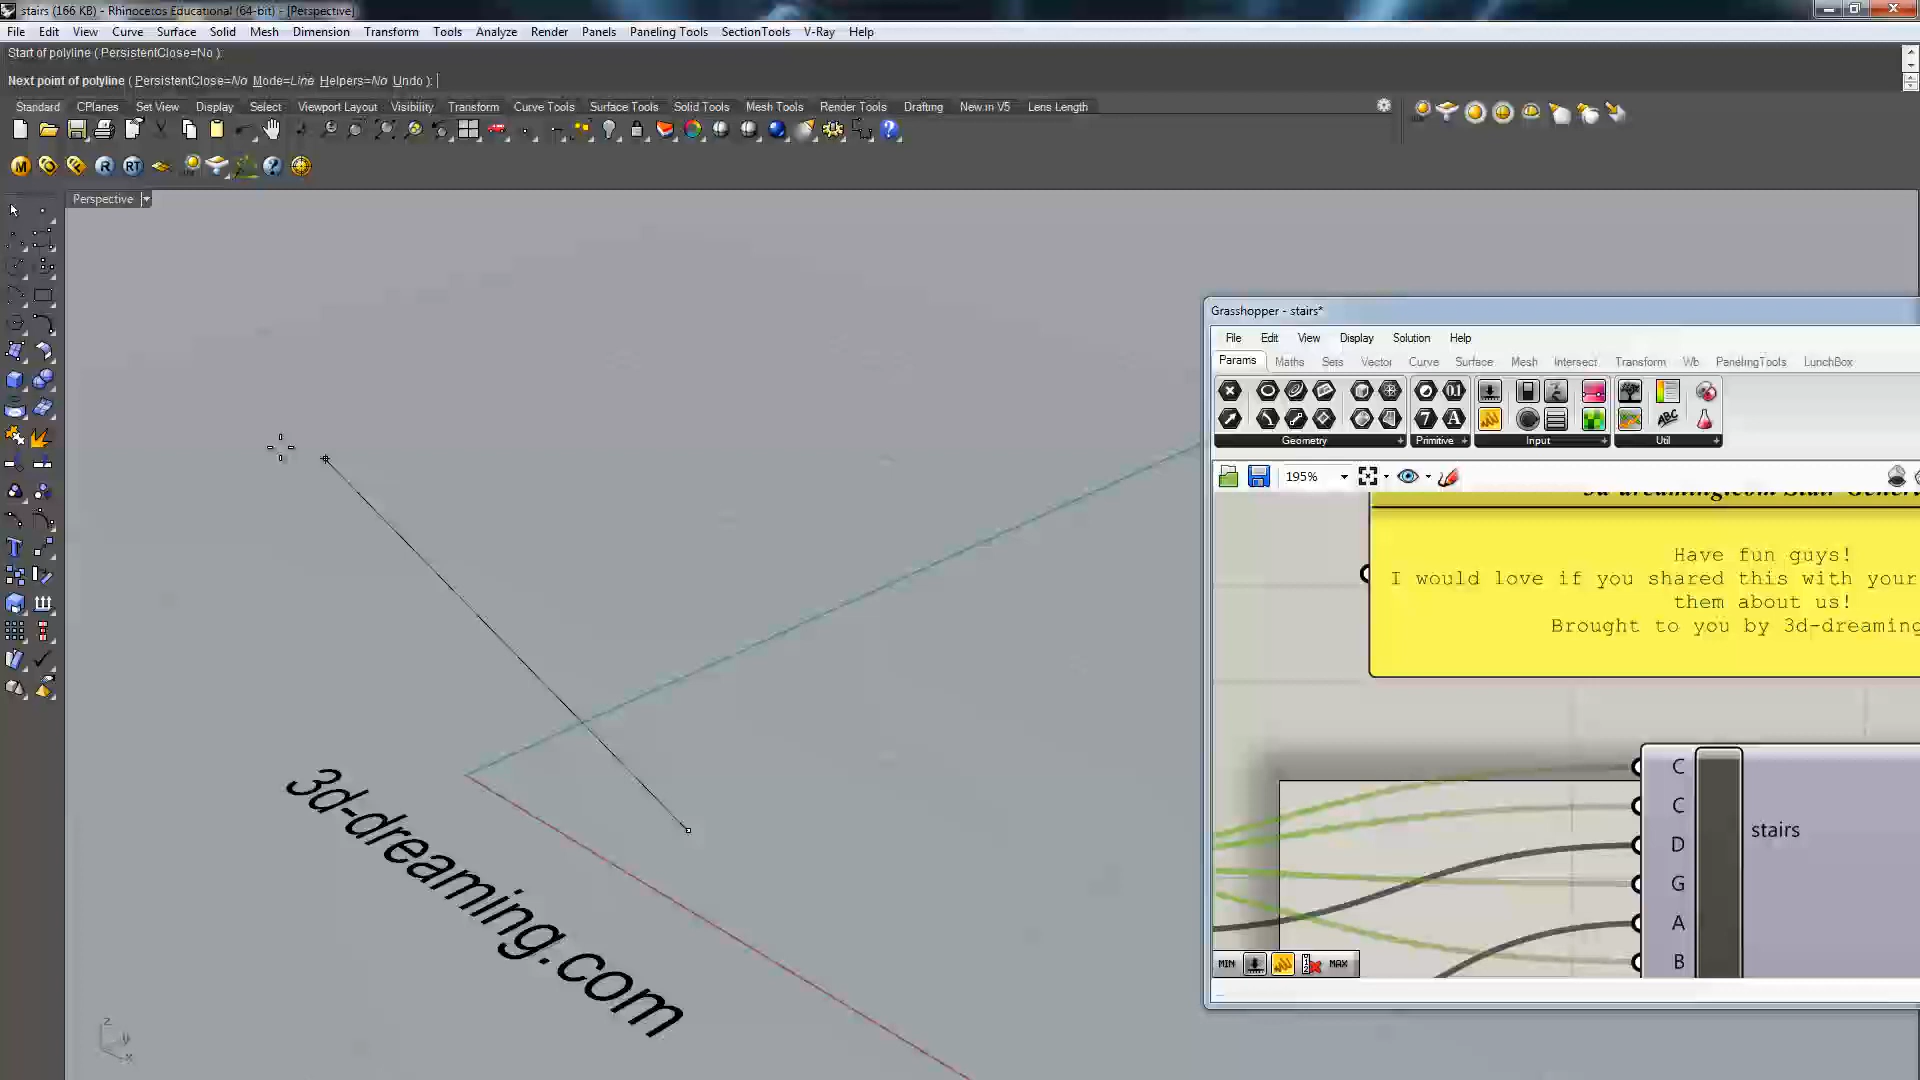 stairs (166 KB) - Rhinoceros Educational (64-bit) - [Perspective]
File Edit View Curve Surface Solid Mesh Dimension Transform Tools Analyze Render Panels Paneling Tools SectionTools V-Ray Help
Start of polyline ( PersistentClose=No ):
Next point of polyline ( PersistentClose=No Mode=Line Helpers=No Undo ):
Standard CPlanes Set View Display Select Viewport Layout Visibility Transform Curve Tools Surface Tools Solid Tools Mesh Tools Render Tools Drafting New in V5 Lens Length
M R RT
Perspective
Grasshopper - stairs*
File Edit View Display Solution Help
Params Maths Sets Vector Curve Surface Mesh Intersect Transform Wb PanelingTools LunchBox
Geometry Primitive Input Util
195%
3d-dreaming.com Stair Gener
Have fun guys!
I would love if you shared this with your
them about us!
Brought to you by 3d-dreaming
C
C
D
G
A
B
stairs
MIN MAX
3d-dreaming.com
z
y
x